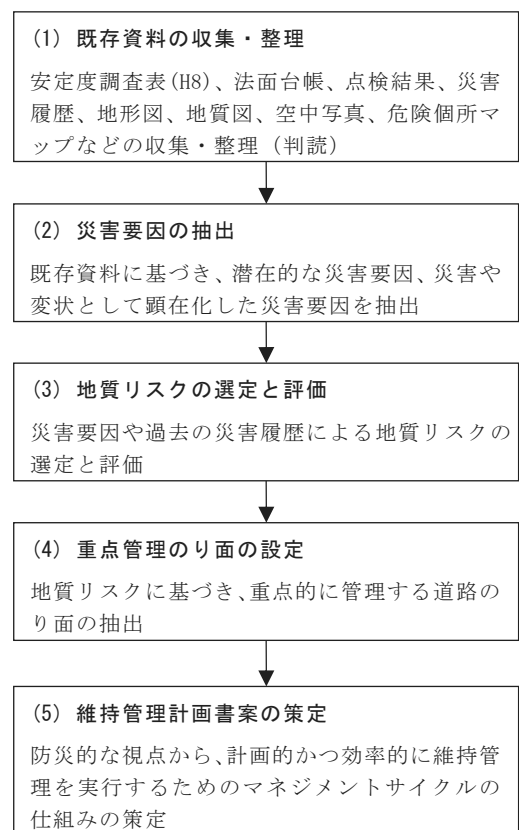 (1) 既存資料の収集・整理
安定度調査表(H8)、法面台帳、点検結果、災害
履歴、地形図、地質図、空中写真、危険個所マ
ップなどの収集・整理（判読）
(2) 災害要因の抽出
既存資料に基づき、潜在的な災害要因、災害や
変状として顕在化した災害要因を抽出
(3) 地質リスクの選定と評価
災害要因や過去の災害履歴による地質リスクの
選定と評価
(4) 重点管理のり面の設定
地質リスクに基づき、重点的に管理する道路の
り面の抽出
(5) 維持管理計画書案の策定
防災的な視点から、計画的かつ効率的に維持管
理を実行するためのマネジメントサイクルの
仕組みの策定